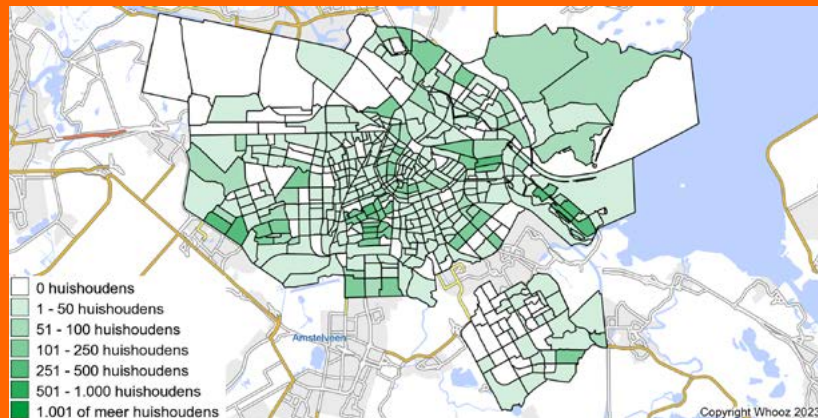 0 huishoudens
1 - 50 huishoudens
51 - 100 huishoudens
101 - 250 huishoudens
251 - 500 huishoudens
501 - 1.000 huishoudens
1.001 of meer huishoudens
Amstelveen
Copyright Whooz 2023